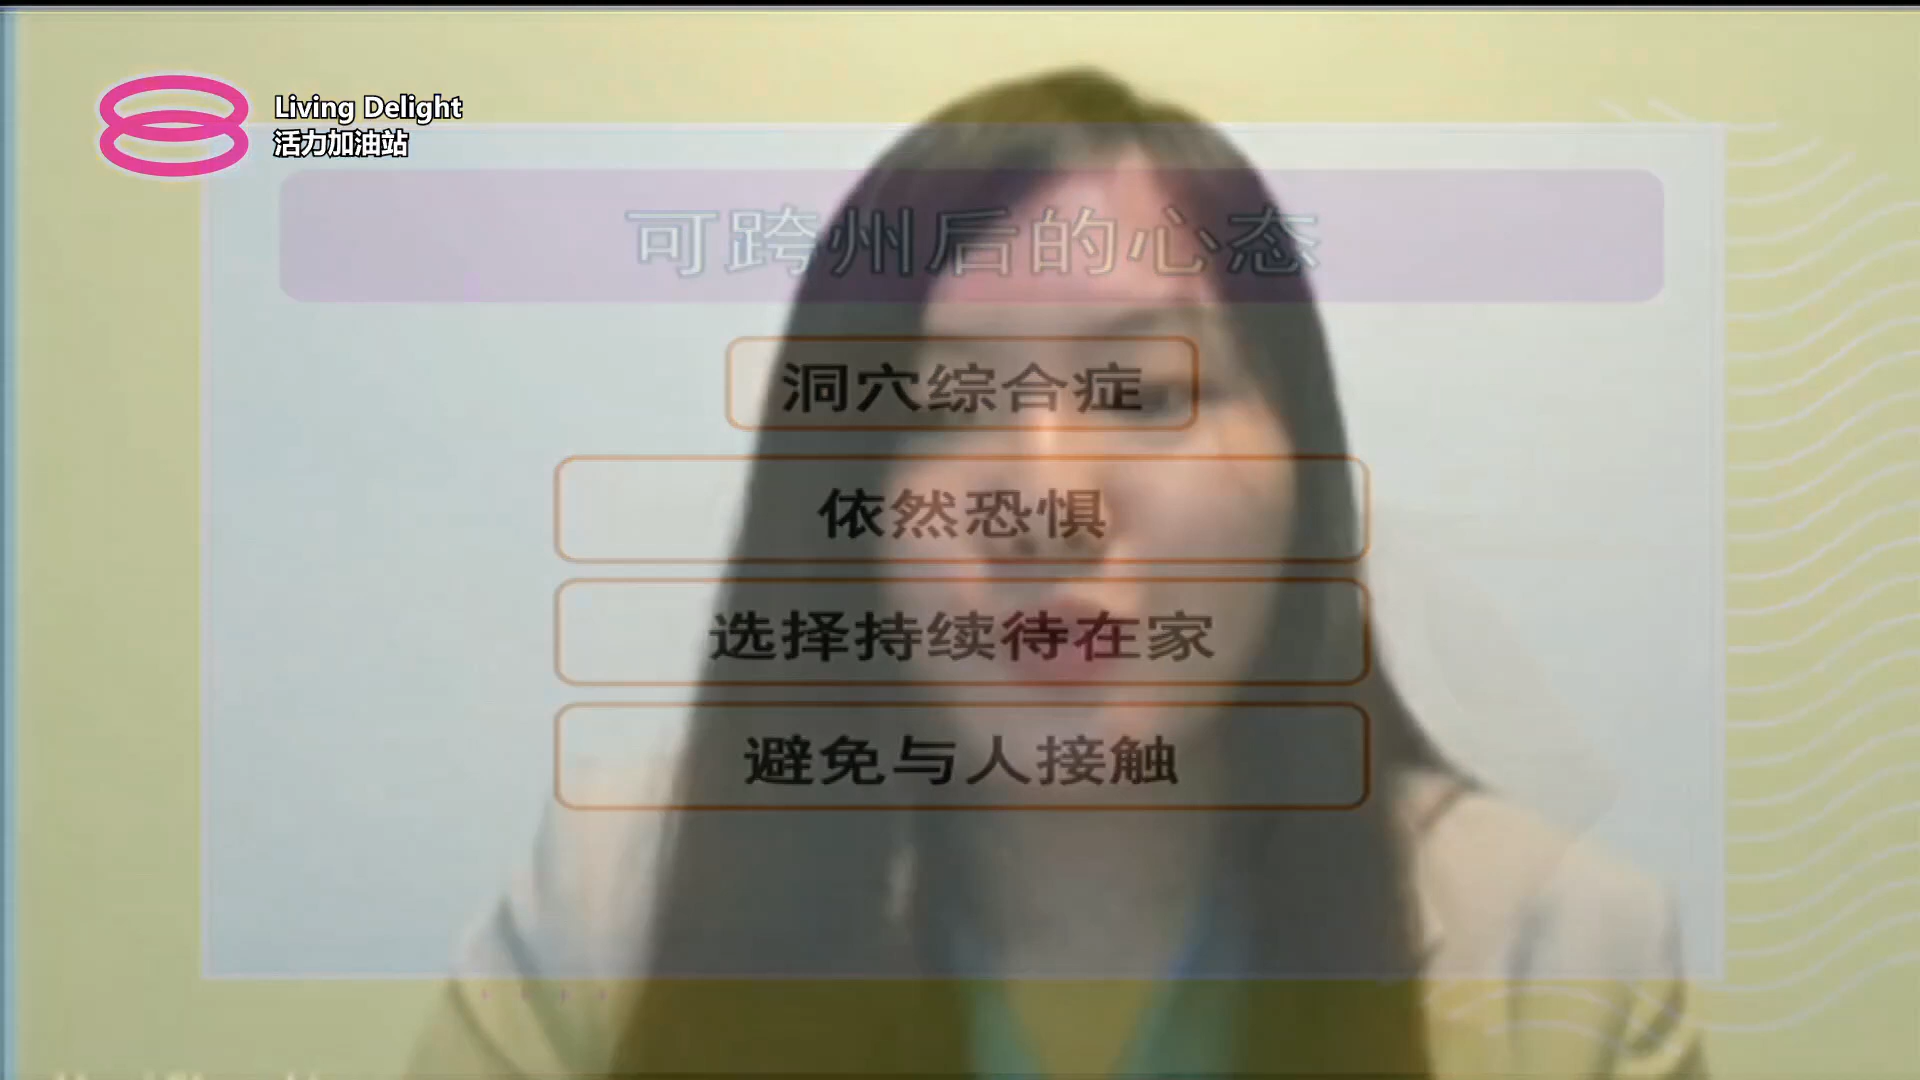 Living Delight
活力加油站
可跨州后的心态
洞穴综合症
依然恐惧
选择持续待在家
避免与人接触